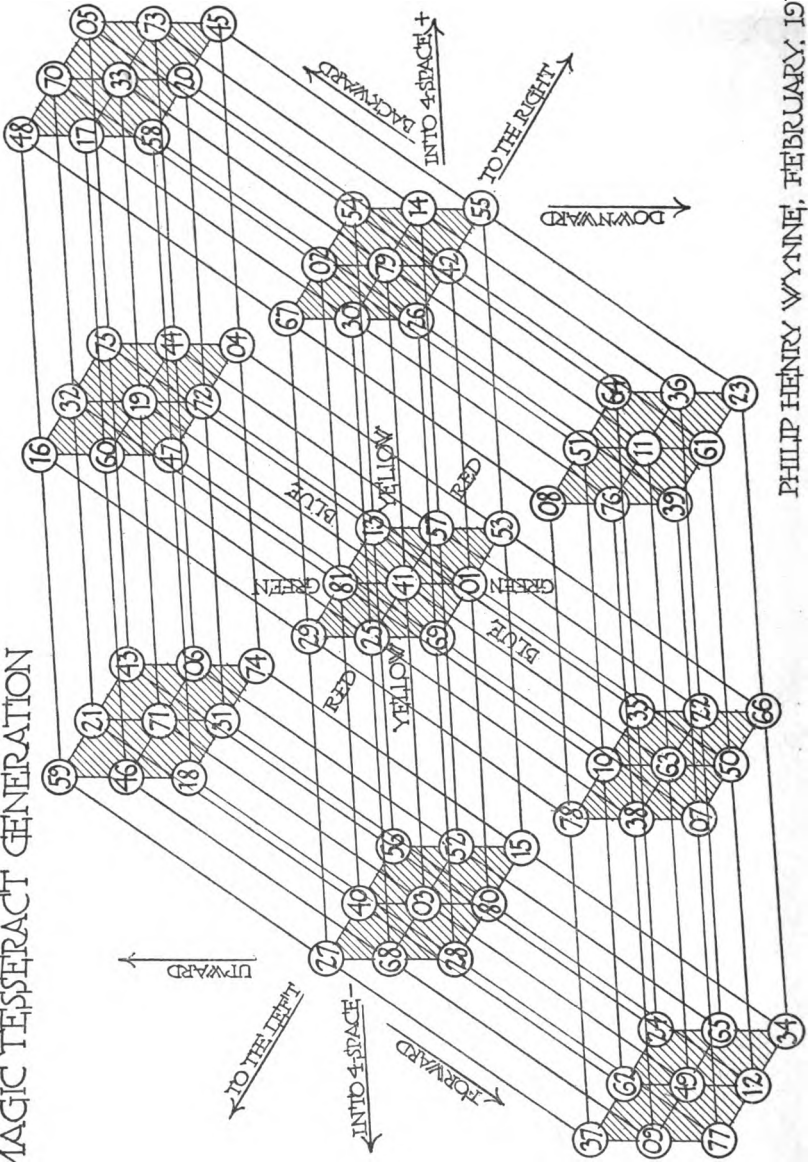 MAGIC TESSERACT GENERATION
59 21 43
46 71 06
18 31 74
16 32 75
60 19 44
47 72 04
48 70 05
17 33 73
58 20 45
UPWARD
TO THE LEFT
INTO 4-SPACE-
FORWARD
27 40 56
68 03 52
28 80 15
RED
YELLOW
GREEN
BLUE
29 81 13
25 41 57
69 01 53
YELLOW
RED
GREEN
BLUE
67 02 54
30 79 14
26 42 55
BACKWARD
INTO 4-SPACE+
TO THE RIGHT
DOWNWARD
37 62 24
09 49 65
77 12 34
78 10 35
38 63 22
07 50 66
08 51 64
76 11 36
39 61 23
PHILIP HENRY WYNNE, FEBRUARY, 19